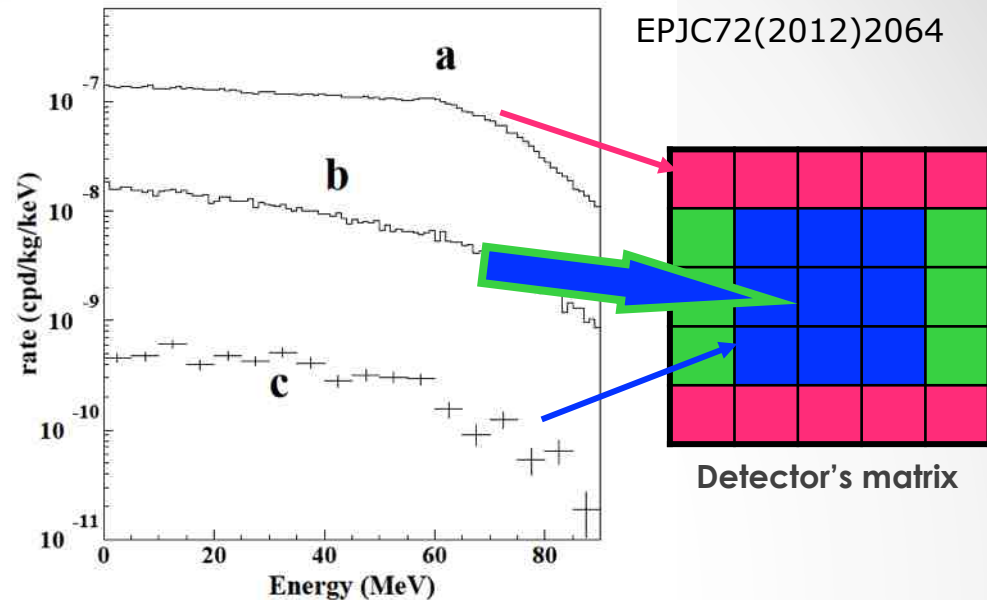 EPJC72(2012)2064
a
b
c
rate (cpd/kg/keV)
10 -7
10 -8
10 -9
10 -10
10 -11
0 20 40 60 80
Energy (MeV)
Detector’s matrix